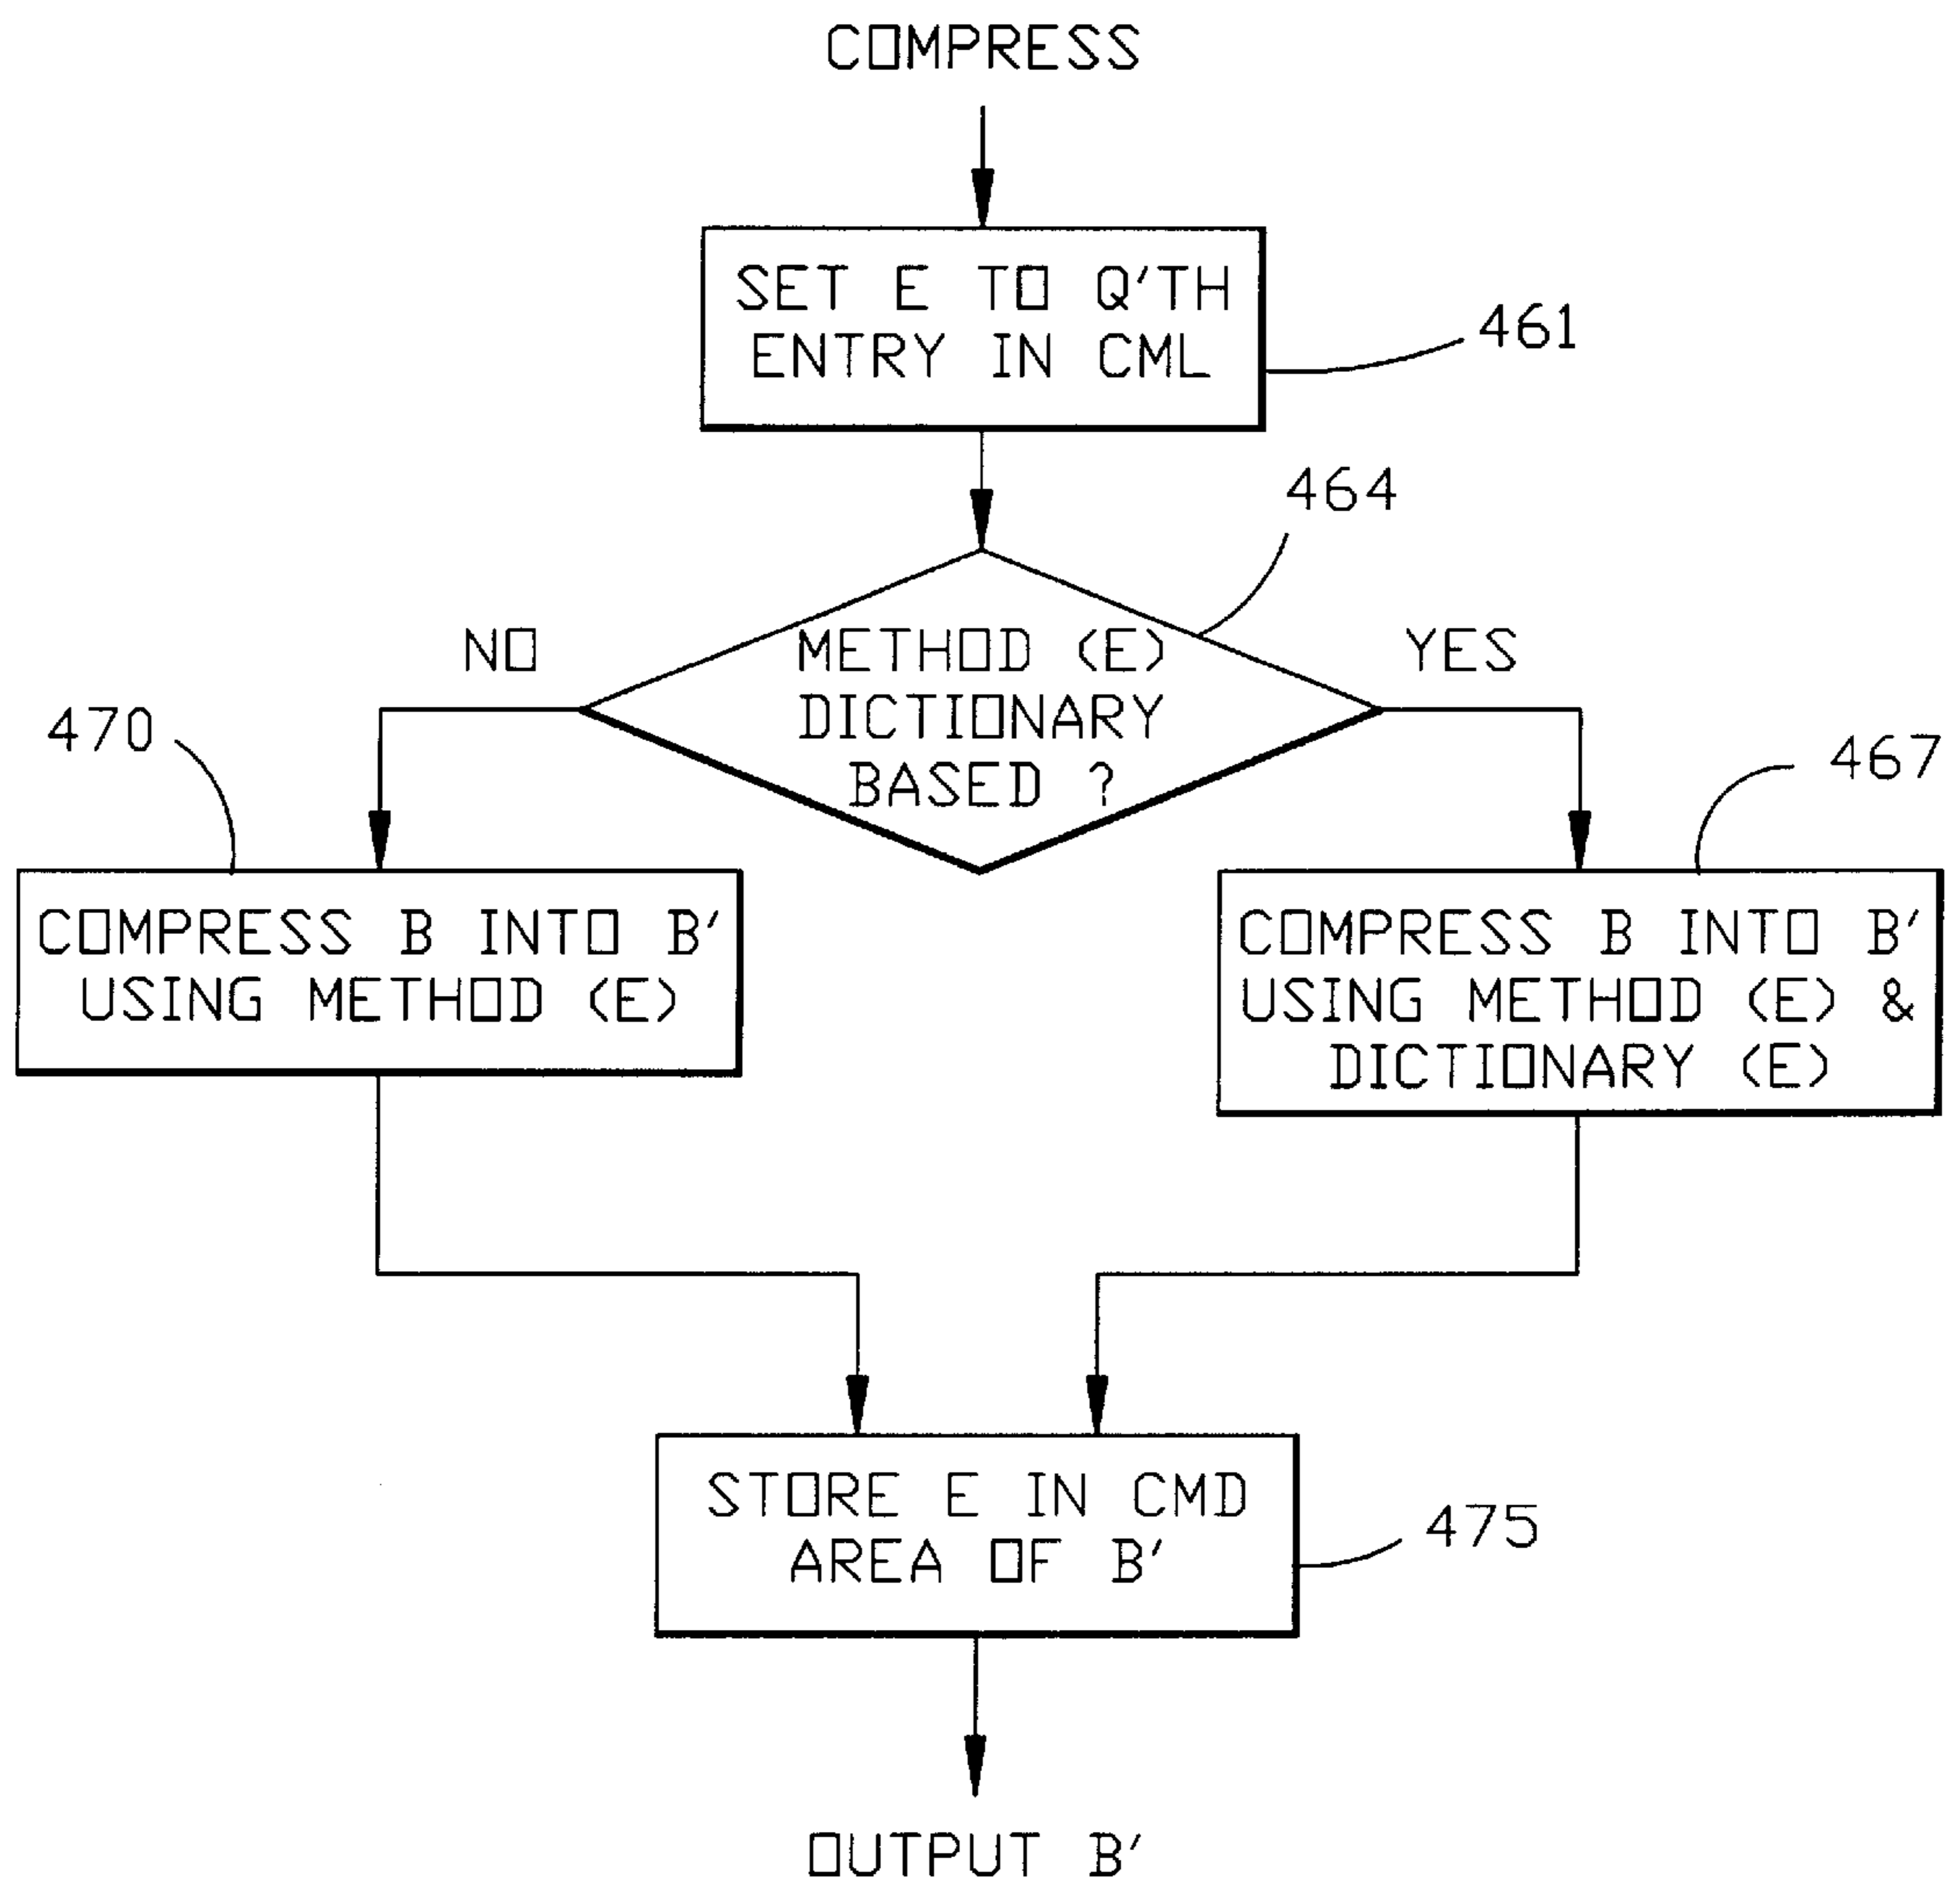 COMPRESS
SET E TO Q'TH
ENTRY IN CML
461
464
METHOD (E)
DICTIONARY
BASED ?
NO
YES
470
467
COMPRESS B INTO B'
USING METHOD (E)
COMPRESS B INTO B'
USING METHOD (E) &
DICTIONARY (E)
STORE E IN CMD
AREA OF B'
475
OUTPUT B'